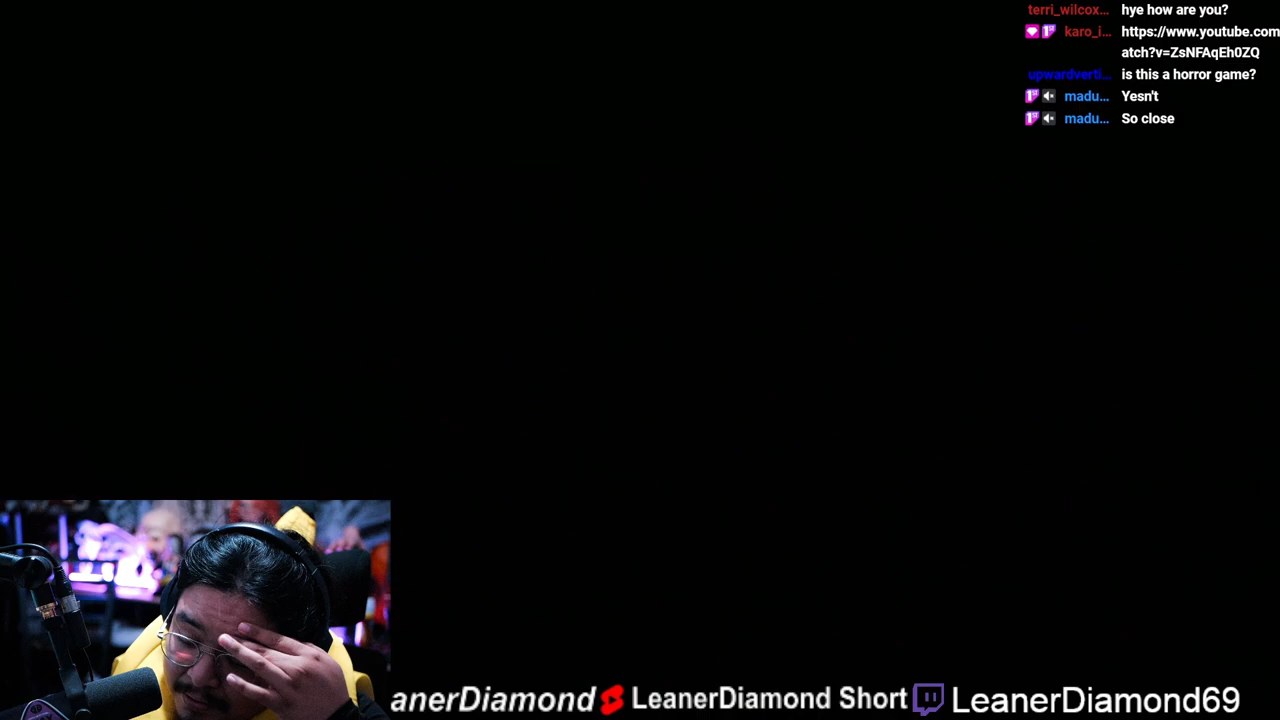 terri_wilcox... hye how are you?
karo_i... https://www.youtube.com
atch?v=ZsNFAqEh0ZQ
upwardverti... is this a horror game?
madu... Yesn't
madu... So close
anerDiamond LeanerDiamond Short LeanerDiamond69